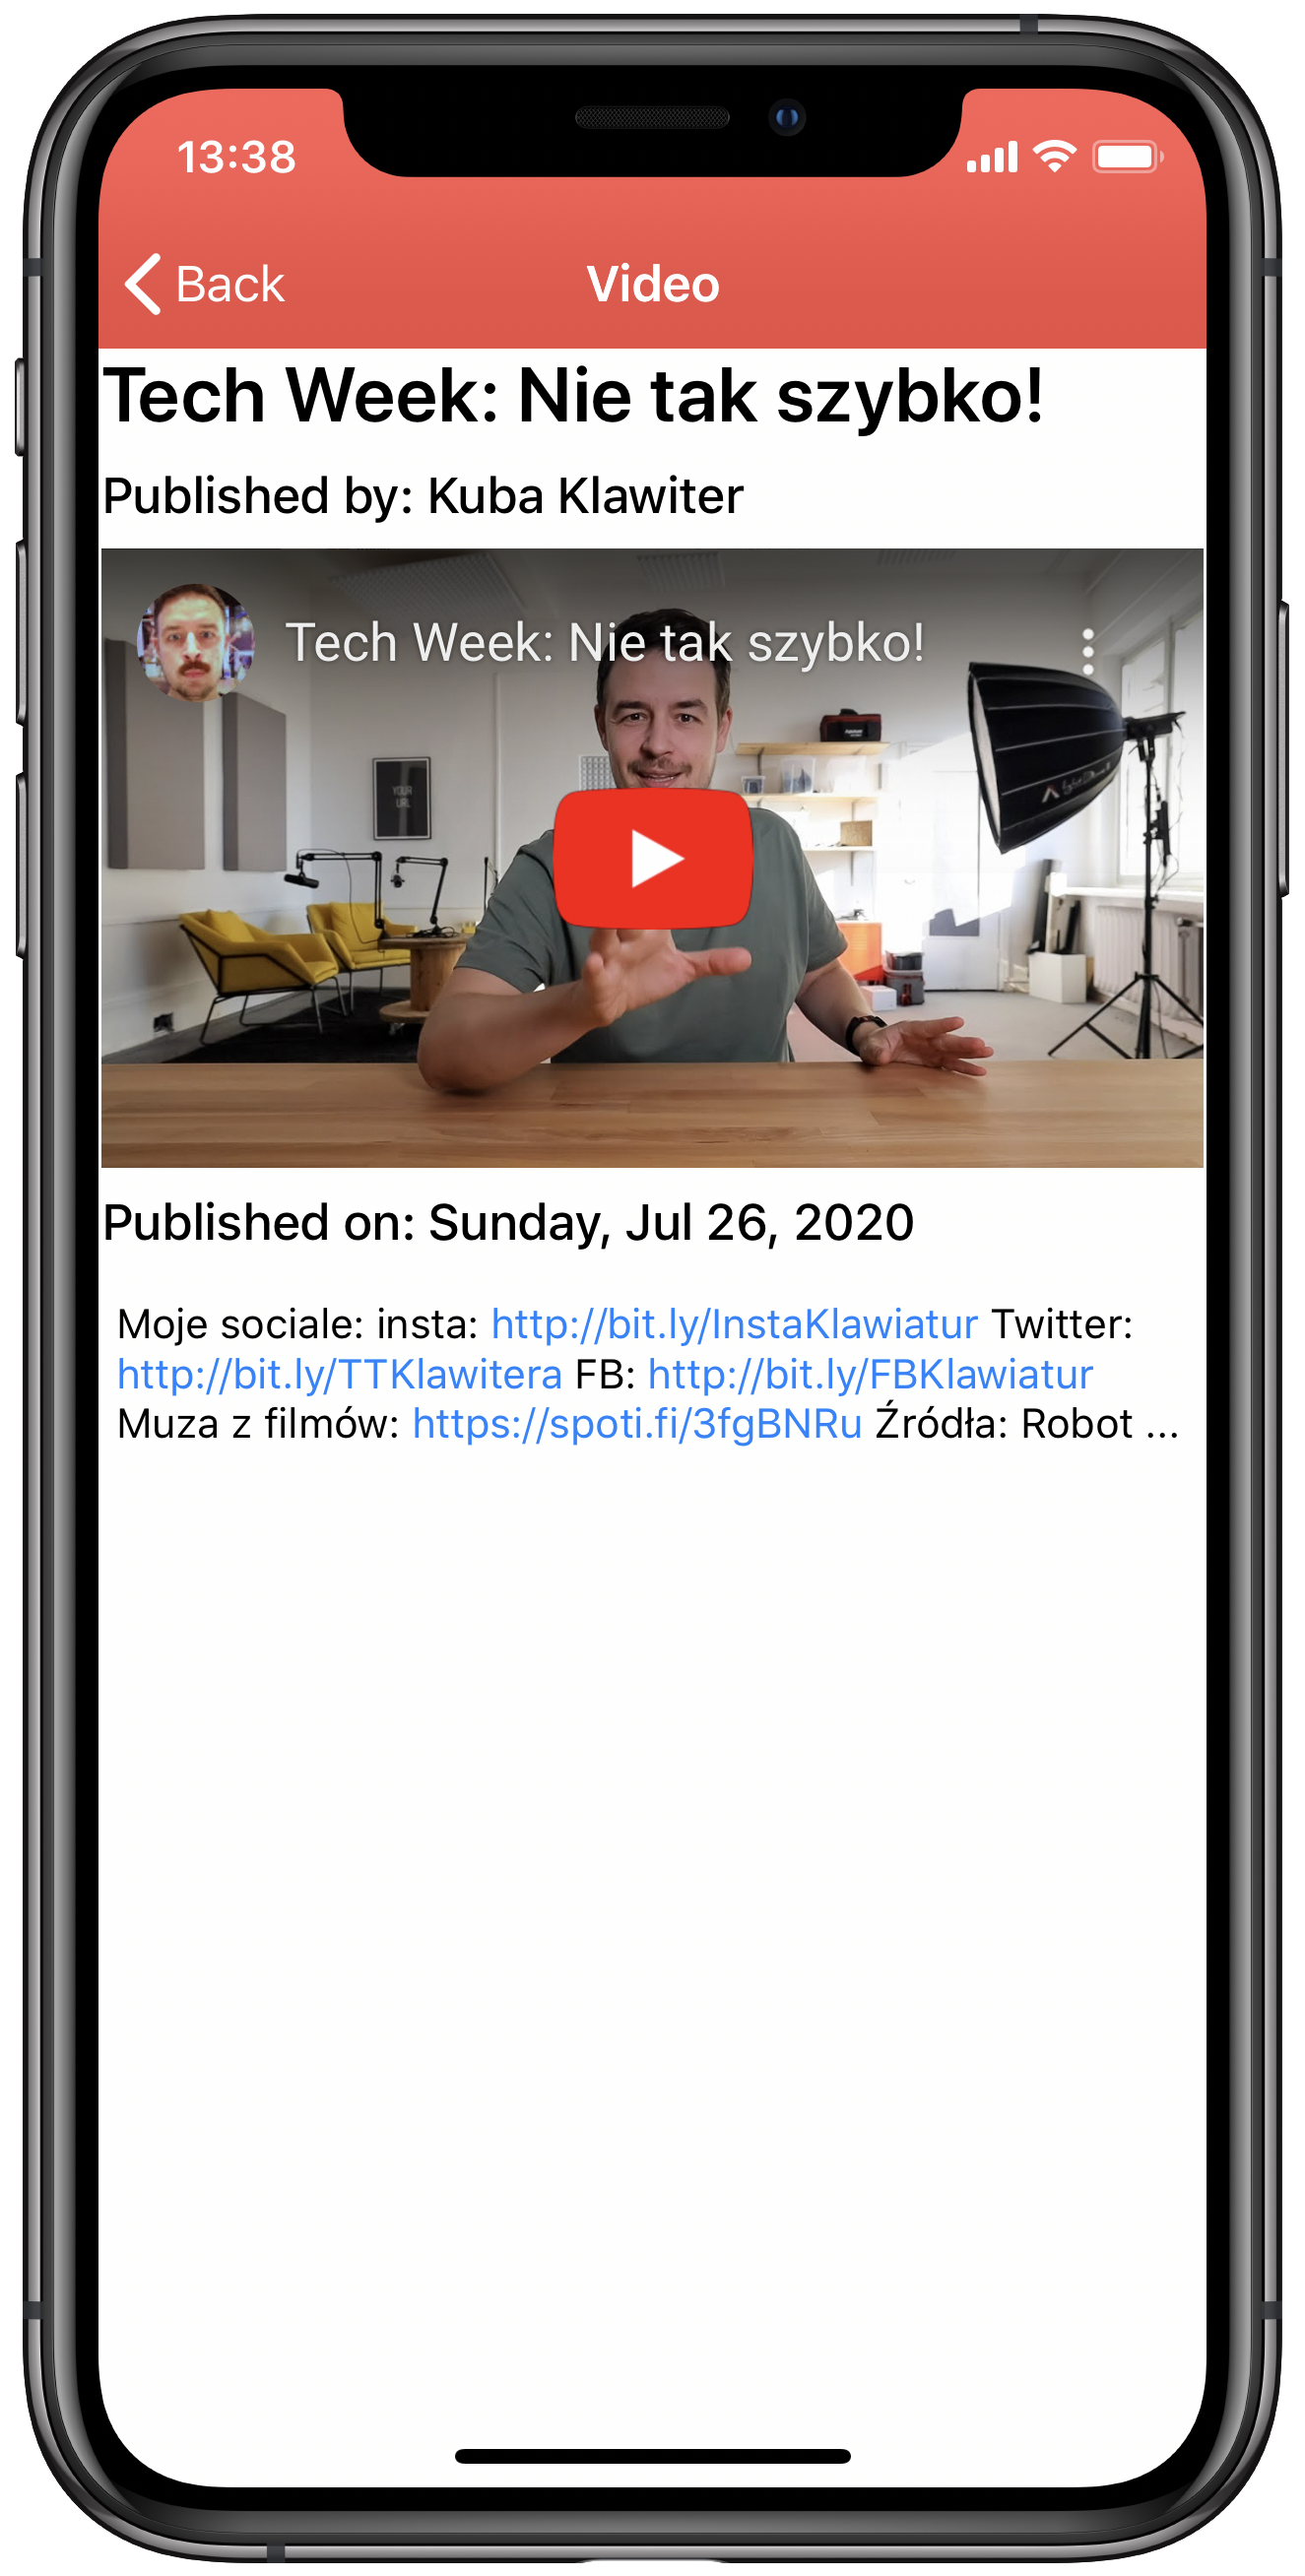 13:38
Back
Video
Tech Week: Nie tak szybko!
Published by: Kuba Klawiter
Tech Week: Nie tak szybko!
YOUR
URL
Published on: Sunday, Jul 26, 2020
Moje sociale: insta: http://bit.ly/InstaKlawiatur Twitter:
http://bit.ly/TTKlawitera FB: http://bit.ly/FBKlawiatur
Muza z filmów: https://spoti.fi/3fgBNRu Źródła: Robot ...